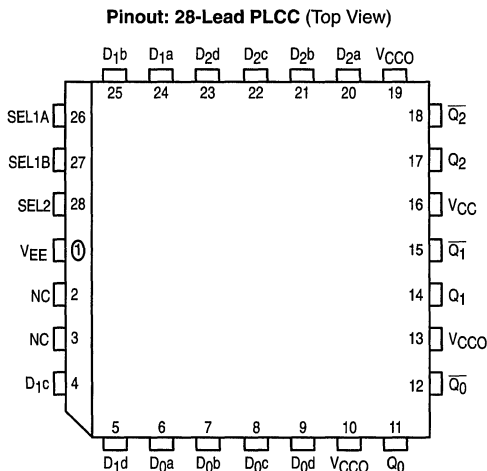 Pinout: 28-Lead PLCC (Top View)
D1b D1a D2d D2c D2b D2a VCCO
25 24 23 22 21 20 19
SEL1A 26 18 Q̅2̅
SEL1B 27 17 Q2
SEL2 28 16 VCC
VEE 1 15 Q̅1̅
NC 2 14 Q1
NC 3 13 VCCO
D1c 4 12 Q̅0̅
5 6 7 8 9 10 11
D1d D0a D0b D0c D0d VCCO Q0